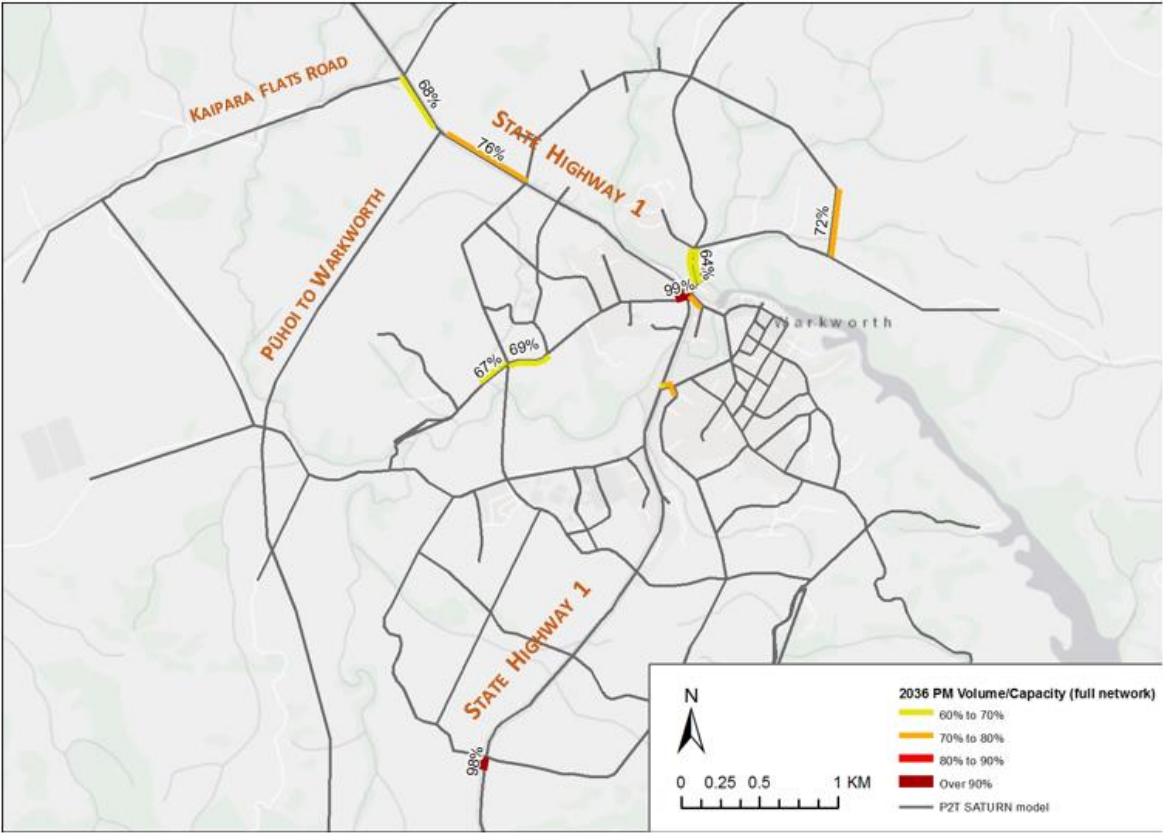 KAIPARA FLATS ROAD
68%
STATE HIGHWAY 1
76%
PŪHOI TO WARKWORTH
72%
64%
99%
Warkworth
67%
69%
STATE HIGHWAY 1
98%
N
0 0.25 0.5 1 KM
2036 PM Volume/Capacity (full network)
60% to 70%
70% to 80%
80% to 90%
Over 90%
P2T SATURN model